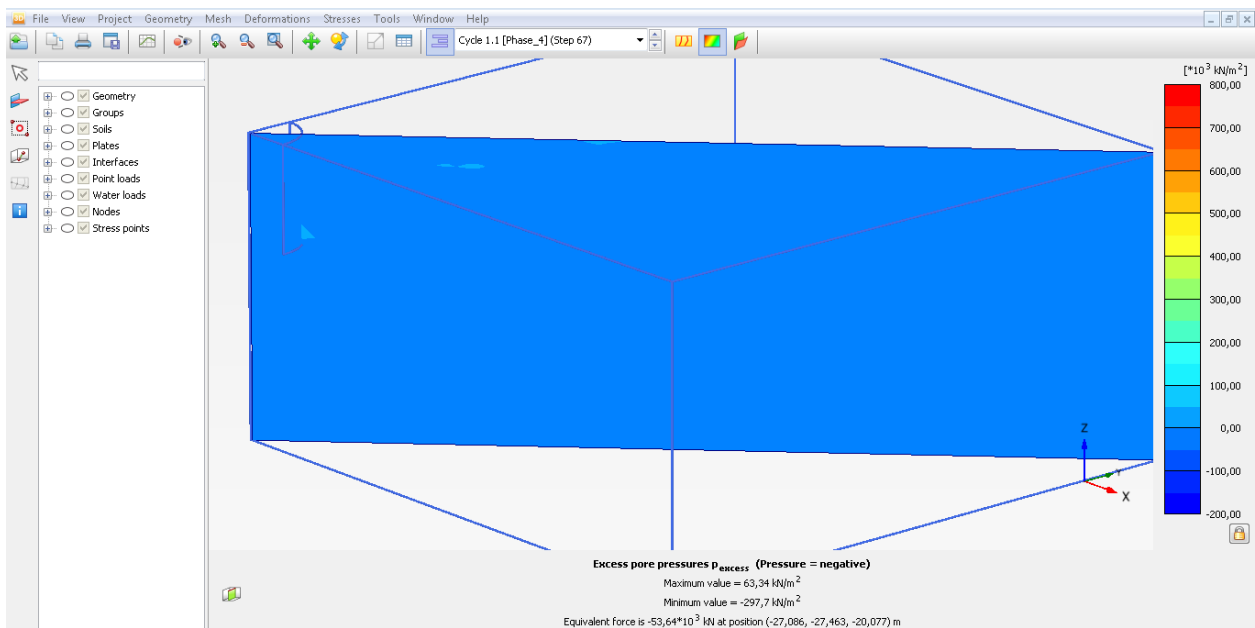 File View Project Geometry Mesh Deformations Stresses Tools Window Help
Cycle 1.1 [Phase_4] (Step 67)
Geometry
Groups
Soils
Plates
Interfaces
Point loads
Water loads
Nodes
Stress points
[*10³ kN/m²]
800,00
700,00
600,00
500,00
400,00
300,00
200,00
100,00
0,00
-100,00
-200,00
Z
Y
X
Excess pore pressures p_excess (Pressure = negative)
Maximum value = 63,34 kN/m²
Minimum value = -297,7 kN/m²
Equivalent force is -53,64*10³ kN at position (-27,086, -27,463, -20,077) m